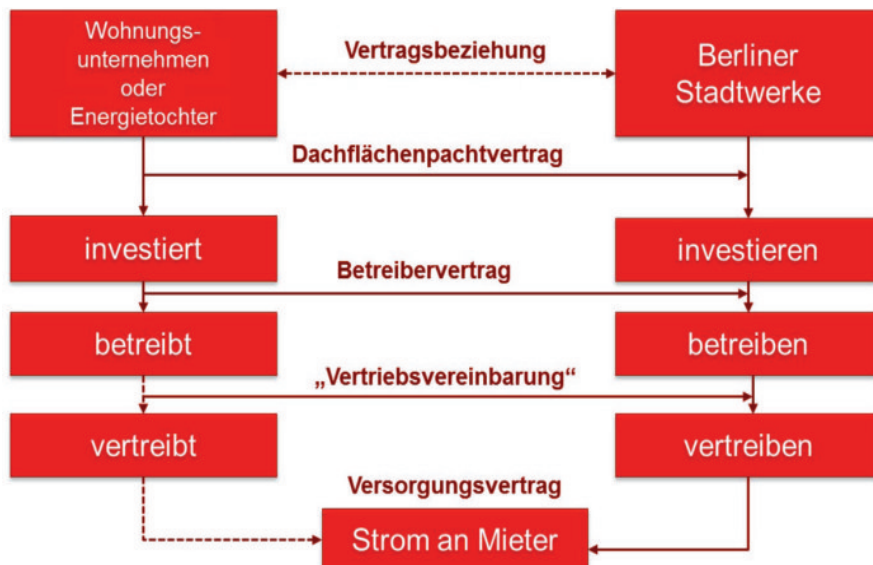 Wohnungs-
unternehmen
oder
Energietochter
Vertragsbeziehung
Berliner
Stadtwerke
Dachflächenpachtvertrag
investiert
investieren
Betreibervertrag
betreibt
betreiben
„Vertriebsvereinbarung“
vertreibt
vertreiben
Versorgungsvertrag
Strom an Mieter